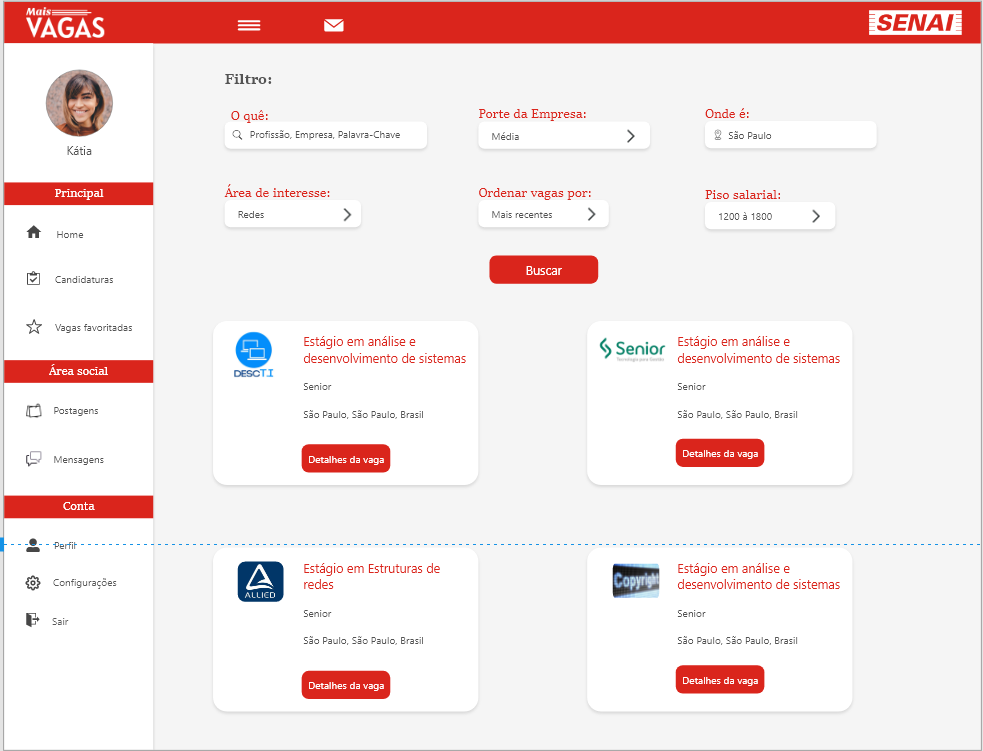 Mais
VAGAS
SENAI
Kátia
Principal
Home
Candidaturas
Vagas favoritadas
Área social
Postagens
Mensagens
Conta
Perfil
Configurações
Sair
Filtro:
O quê:
Profissão, Empresa, Palavra-Chave
Porte da Empresa:
Média
Onde é:
São Paulo
Área de interesse:
Redes
Ordenar vagas por:
Mais recentes
Piso salarial:
1200 à 1800
Buscar
DESCT.I
Estágio em análise e
desenvolvimento de sistemas
Senior
São Paulo, São Paulo, Brasil
Detalhes da vaga
Senior
Tecnologia para Gestão
Estágio em análise e
desenvolvimento de sistemas
Senior
São Paulo, São Paulo, Brasil
Detalhes da vaga
ALLIED
Estágio em Estruturas de
redes
Senior
São Paulo, São Paulo, Brasil
Detalhes da vaga
Copyright
Estágio em análise e
desenvolvimento de sistemas
Senior
São Paulo, São Paulo, Brasil
Detalhes da vaga